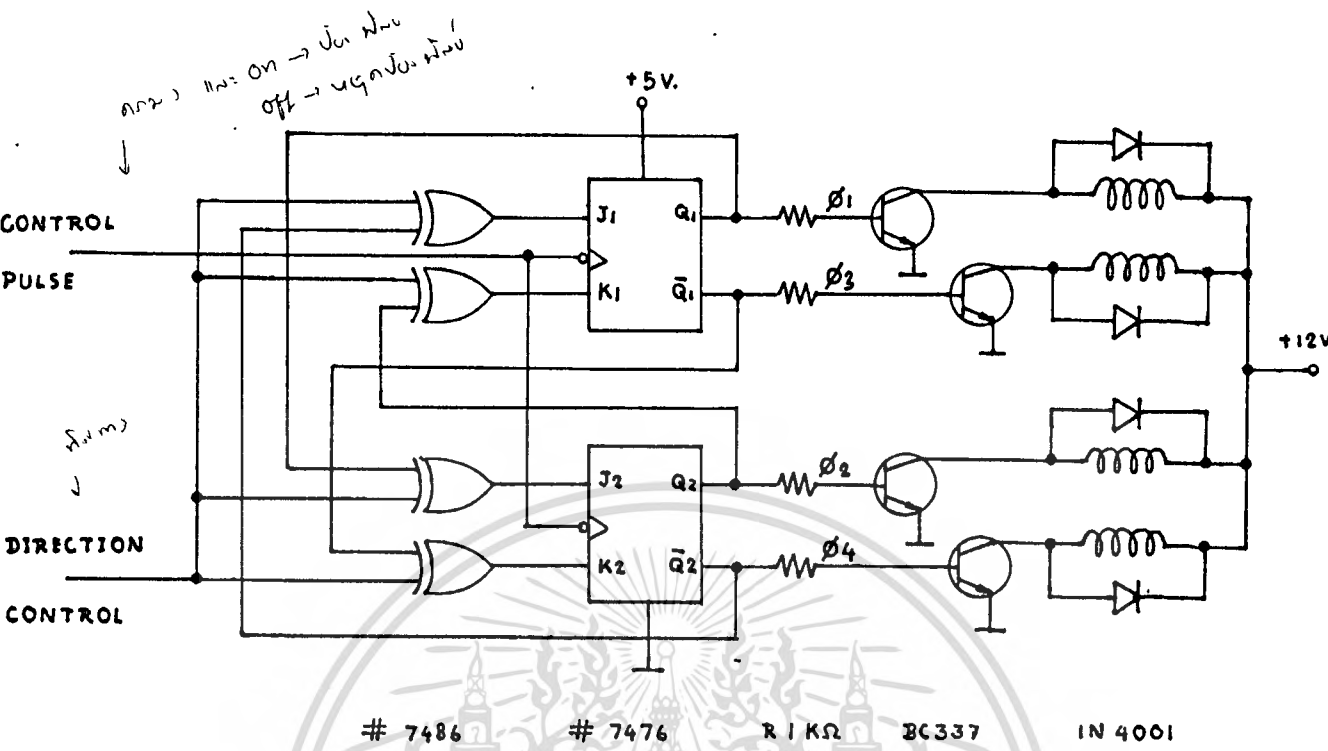 +5V.
CONTROL
PULSE
J1
Q1
K1
Q̅1
Ø1
Ø3
+12V
J2
Q2
K2
Q̅2
Ø2
Ø4
DIRECTION
CONTROL
# 7486
# 7476
R 1 KΩ
BC337
IN 4001